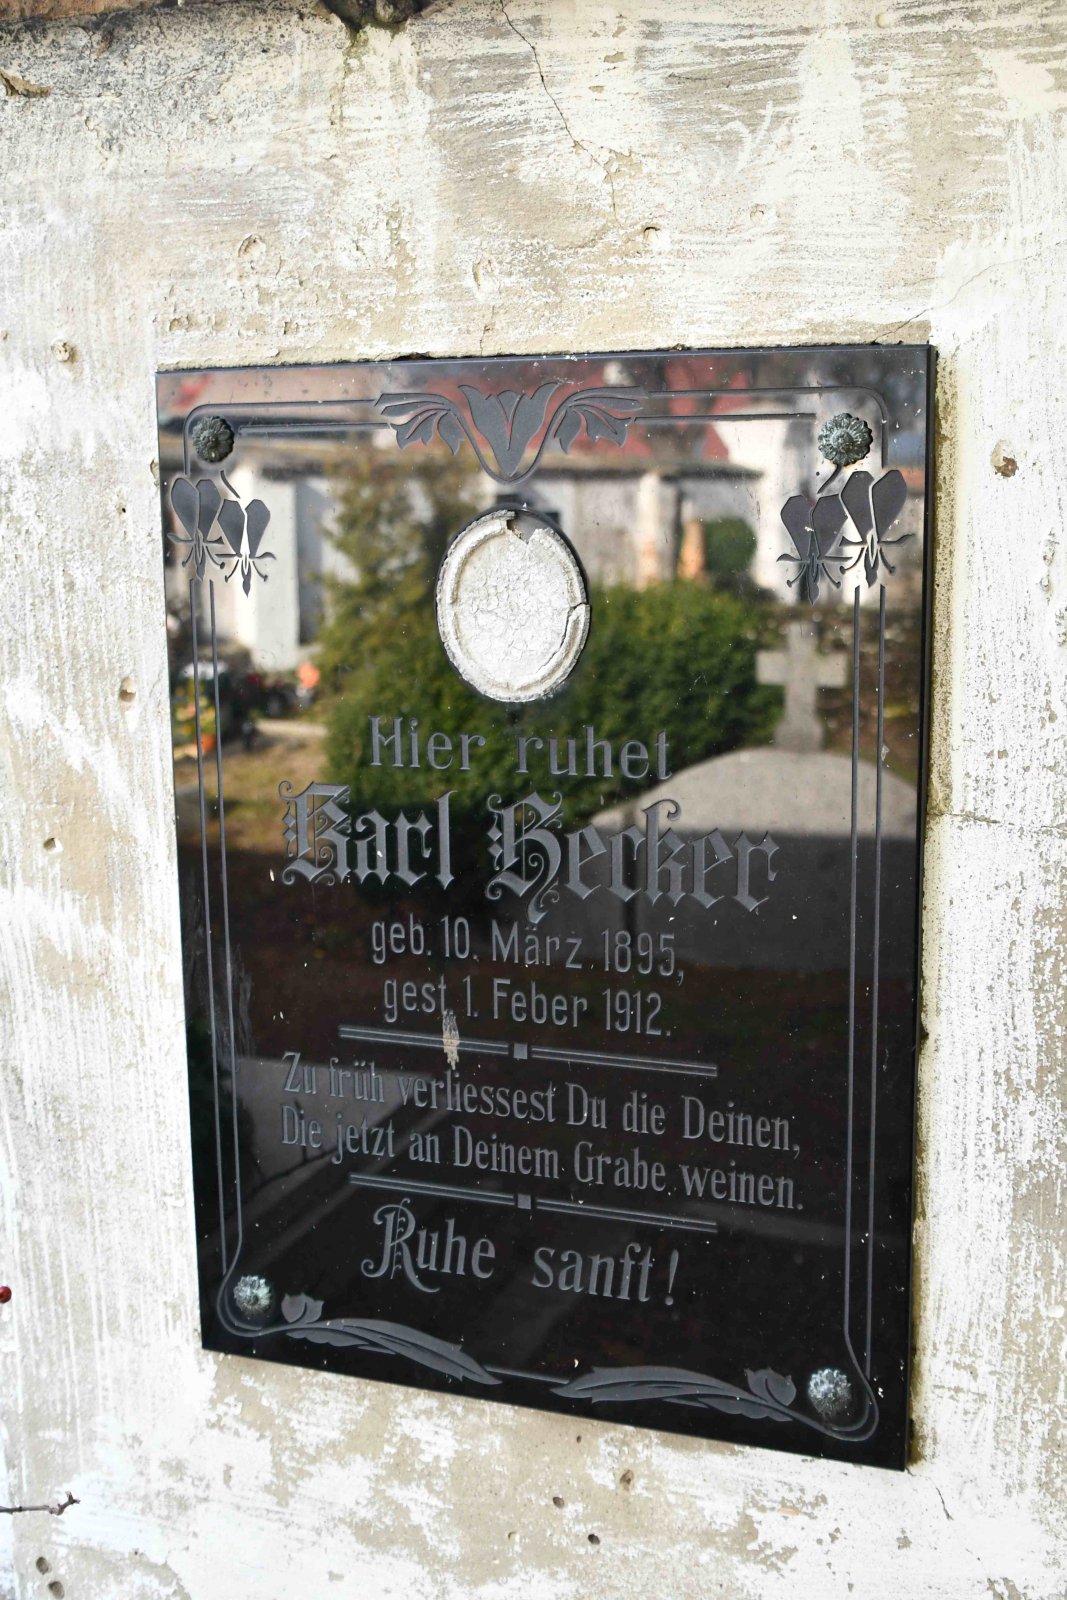 Hier ruhet
Karl Hecker
geb. 10. März 1895,
gest. 1. Feber 1912.
Zu früh verliessest Du die Deinen,
Die jetzt an Deinem Grabe weinen.
Ruhe sanft!